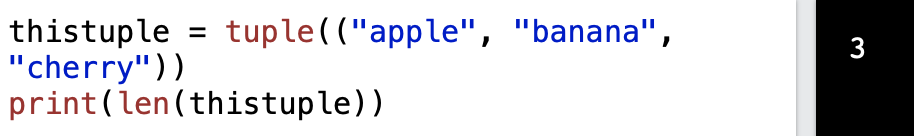 thistuple = tuple(("apple", "banana",
"cherry"))
print(len(thistuple))
3